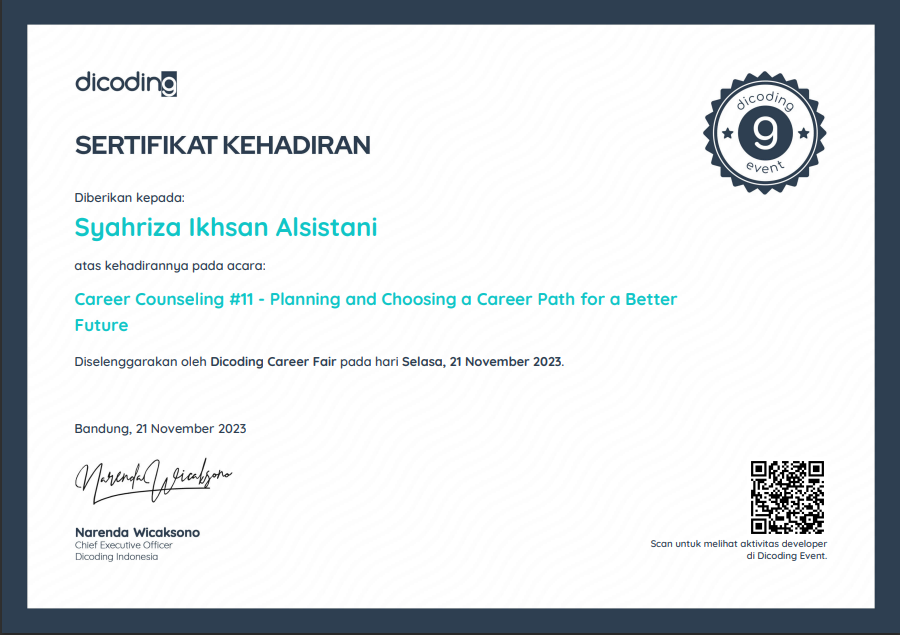 dicoding
SERTIFIKAT KEHADIRAN
dicoding
g
event
Diberikan kepada:
Syahriza Ikhsan Alsistani
atas kehadirannya pada acara:
Career Counseling #11 - Planning and Choosing a Career Path for a Better
Future
Diselenggarakan oleh Dicoding Career Fair pada hari Selasa, 21 November 2023.
Bandung, 21 November 2023
Narenda Wicaksono
Narenda Wicaksono
Chief Executive Officer
Dicoding Indonesia
Scan untuk melihat aktivitas developer
di Dicoding Event.